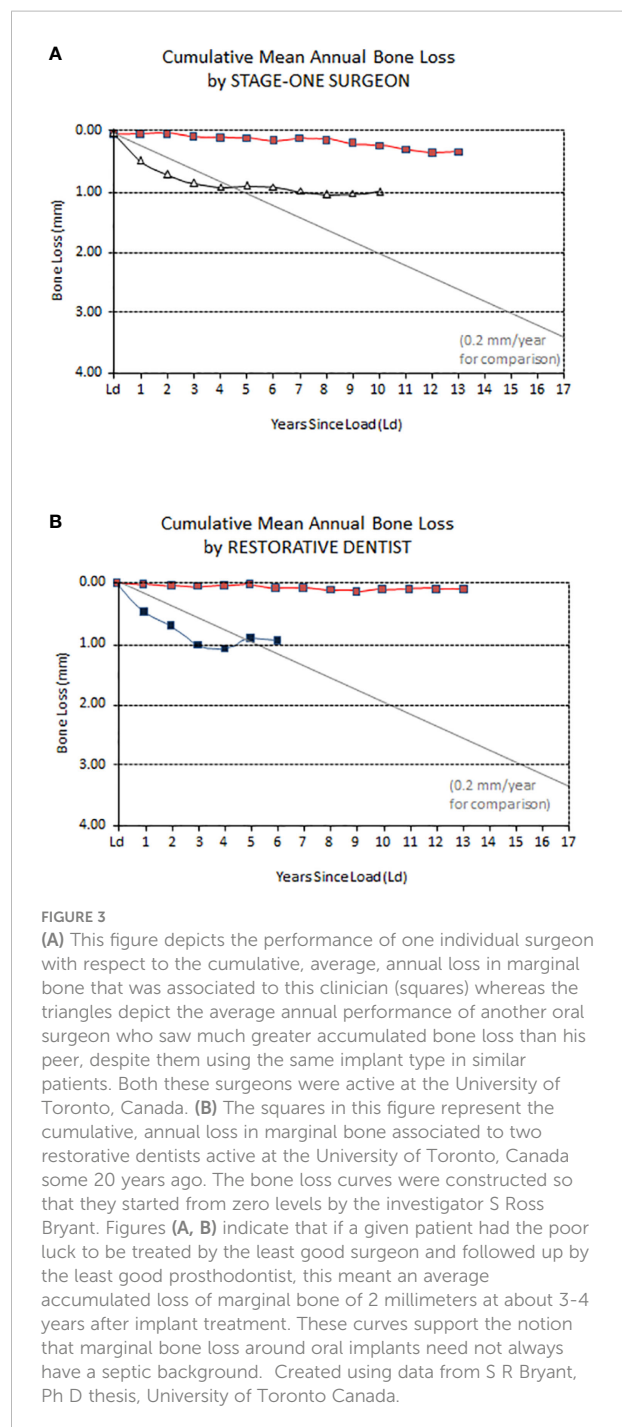 A
Cumulative Mean Annual Bone Loss
by STAGE-ONE SURGEON
0.00
1.00
2.00
3.00
4.00
Bone Loss (mm)
(0.2 mm/year
for comparison)
Ld 1 2 3 4 5 6 7 8 9 10 11 12 13 14 15 16 17
Years Since Load (Ld)
B
Cumulative Mean Annual Bone Loss
by RESTORATIVE DENTIST
0.00
1.00
2.00
3.00
4.00
Bone Loss (mm)
(0.2 mm/year
for comparison)
Ld 1 2 3 4 5 6 7 8 9 10 11 12 13 14 15 16 17
Years Since Load (Ld)
FIGURE 3
(A) This figure depicts the performance of one individual surgeon
with respect to the cumulative, average, annual loss in marginal
bone that was associated to this clinician (squares) whereas the
triangles depict the average annual performance of another oral
surgeon who saw much greater accumulated bone loss than his
peer, despite them using the same implant type in similar
patients. Both these surgeons were active at the University of
Toronto, Canada. (B) The squares in this figure represent the
cumulative, annual loss in marginal bone associated to two
restorative dentists active at the University of Toronto, Canada
some 20 years ago. The bone loss curves were constructed so
that they started from zero levels by the investigator S Ross
Bryant. Figures (A, B) indicate that if a given patient had the poor
luck to be treated by the least good surgeon and followed up by
the least good prosthodontist, this meant an average
accumulated loss of marginal bone of 2 millimeters at about 3-4
years after implant treatment. These curves support the notion
that marginal bone loss around oral implants need not always
have a septic background. Created using data from S R Bryant,
Ph D thesis, University of Toronto Canada.